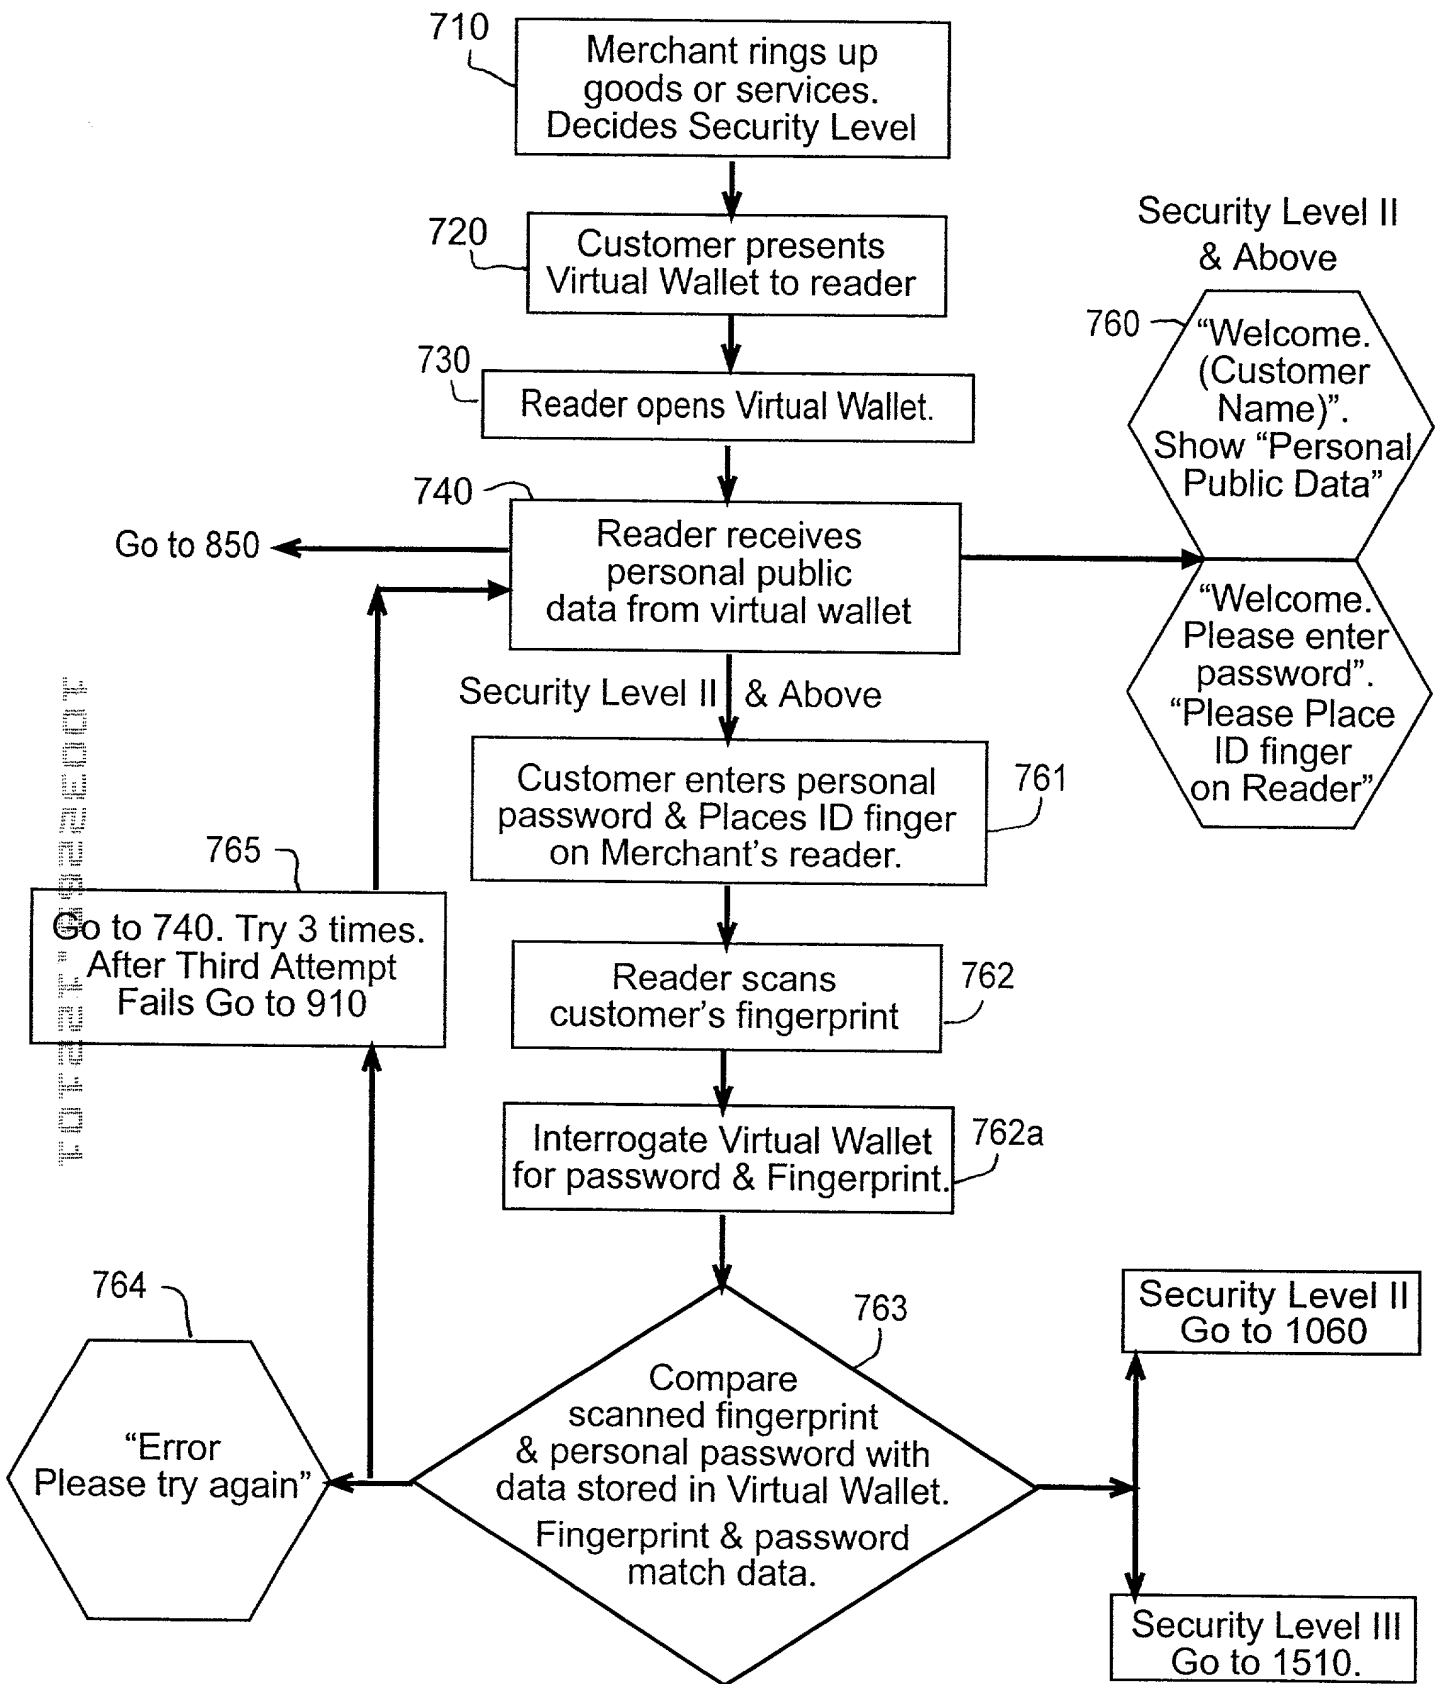 710
Merchant rings up
goods or services.
Decides Security Level
720
Customer presents
Virtual Wallet to reader
730
Reader opens Virtual Wallet.
740
Reader receives
personal public
data from virtual wallet
Go to 850
Security Level II
& Above
760
“Welcome.
(Customer
Name)”.
Show “Personal
Public Data”
“Welcome.
Please enter
password”.
“Please Place
ID finger
on Reader”
Security Level II & Above
761
Customer enters personal
password & Places ID finger
on Merchant’s reader.
765
Go to 740. Try 3 times.
After Third Attempt
Fails Go to 910
762
Reader scans
customer’s fingerprint
762a
Interrogate Virtual Wallet
for password & Fingerprint.
764
“Error
Please try again”
763
Compare
scanned fingerprint
& personal password with
data stored in Virtual Wallet.
Fingerprint & password
match data.
Security Level II
Go to 1060
Security Level III
Go to 1510.